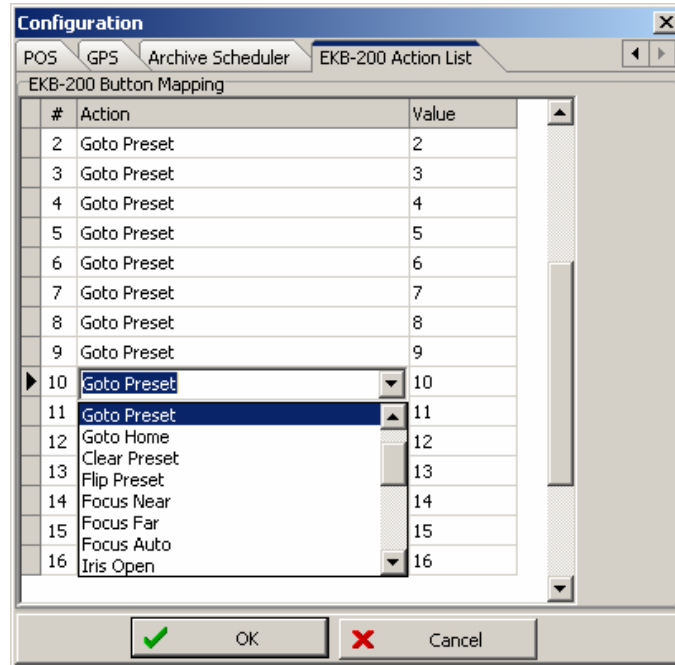 Configuration
POS GPS Archive Scheduler EKB-200 Action List
EKB-200 Button Mapping
# Action Value
2 Goto Preset 2
3 Goto Preset 3
4 Goto Preset 4
5 Goto Preset 5
6 Goto Preset 6
7 Goto Preset 7
8 Goto Preset 8
9 Goto Preset 9
10 Goto Preset 10
11 Goto Preset 11
Goto Home
12 Clear Preset 12
13 Flip Preset 13
14 Focus Near 14
15 Focus Far 15
Focus Auto
16 Iris Open 16
OK Cancel